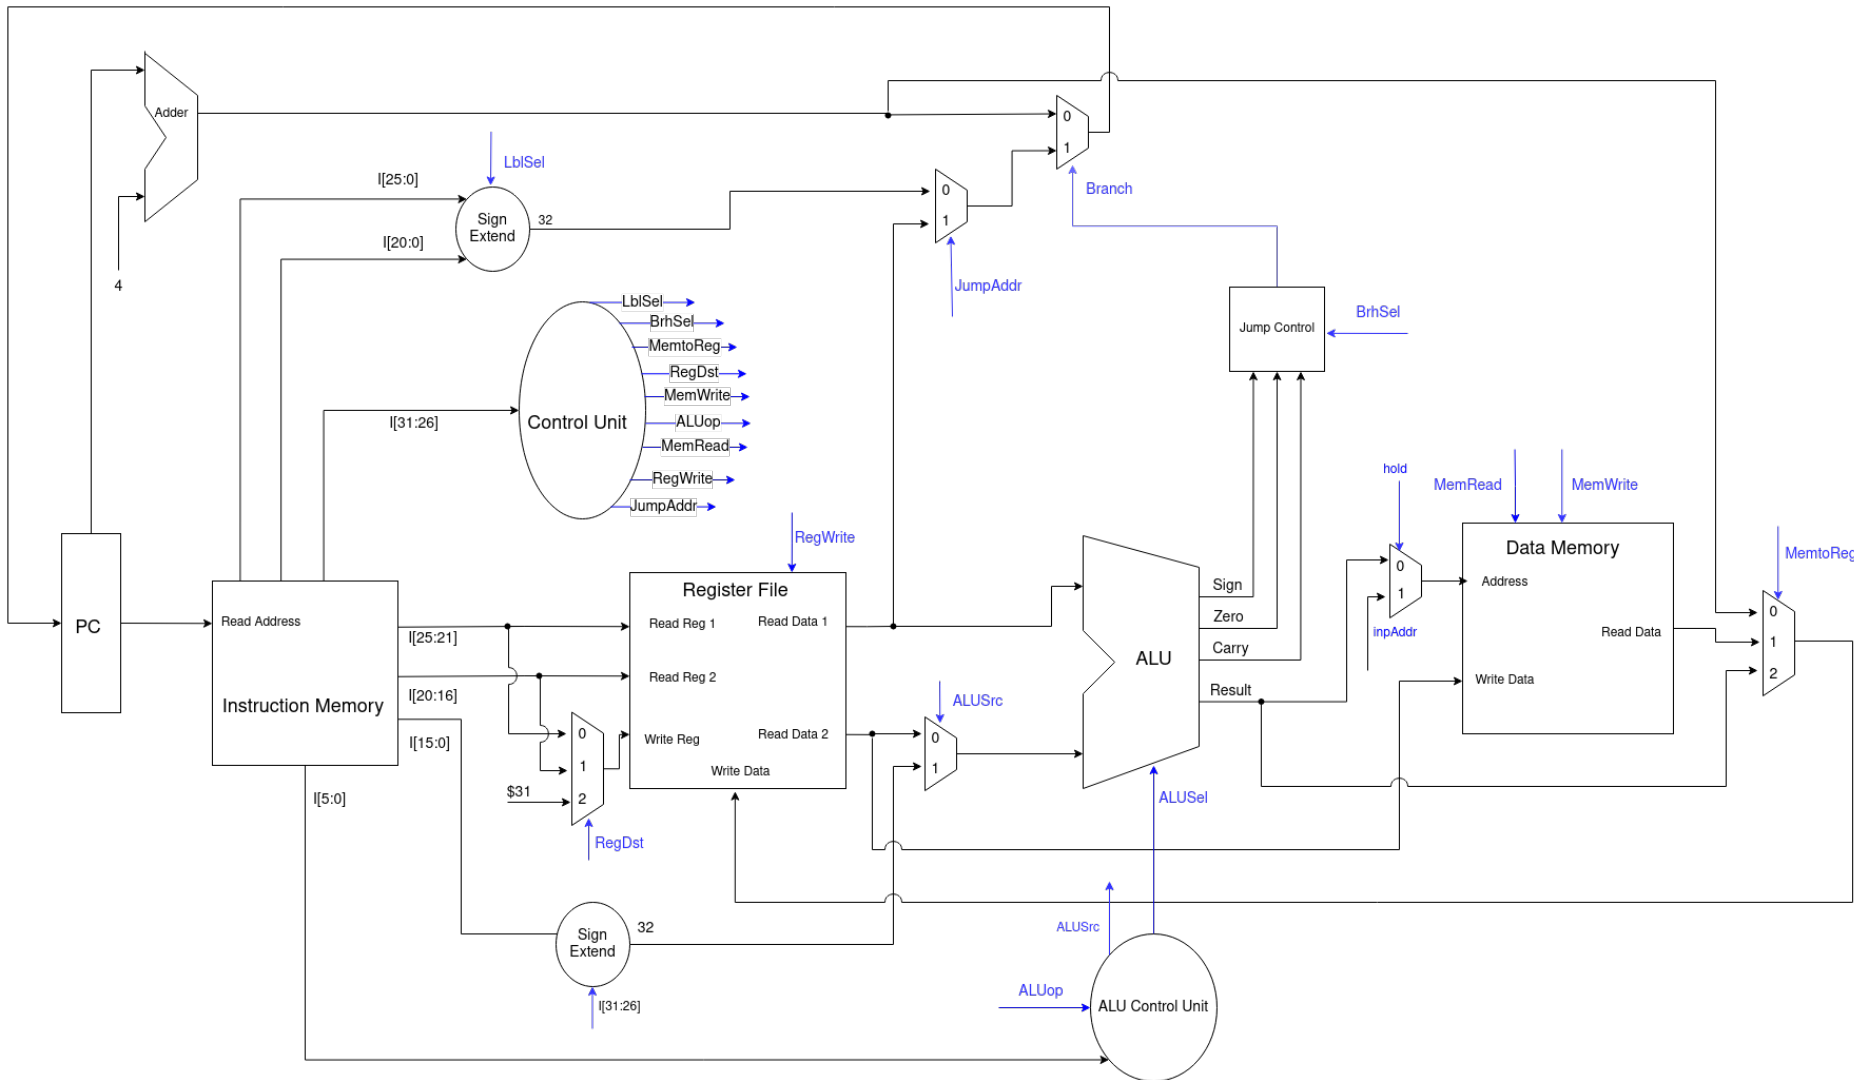 Adder
0
1
LblSel
I[25:0]
Sign
Extend
32
0
1
Branch
I[20:0]
4
JumpAddr
LblSel
BrhSel
MemtoReg
RegDst
MemWrite
ALUop
MemRead
RegWrite
JumpAddr
Control Unit
I[31:26]
Jump Control
BrhSel
hold
MemRead
MemWrite
RegWrite
MemtoReg
PC
Read Address
Instruction Memory
I[25:21]
I[20:16]
I[15:0]
I[5:0]
Register File
Read Reg 1
Read Data 1
Read Reg 2
Write Reg
Read Data 2
Write Data
0
1
2
$31
RegDst
ALUSrc
0
1
ALU
Sign
Zero
Carry
Result
ALUSel
0
1
inpAddr
Data Memory
Address
Read Data
Write Data
0
1
2
Sign
Extend
32
I[31:26]
ALUSrc
ALUop
ALU Control Unit